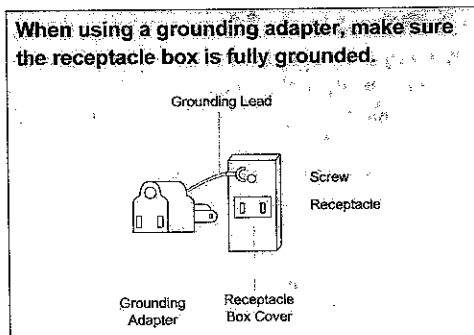 When using a grounding adapter, make sure
the receptacle box is fully grounded.
Grounding Lead
Screw
Receptacle
Grounding
Adapter
Receptacle
Box Cover